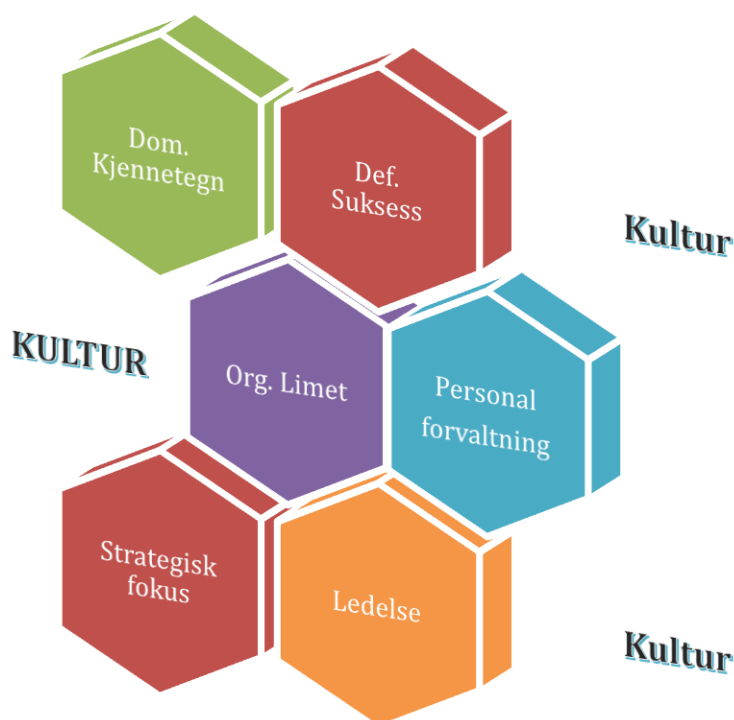 Dom.
Kjennetegn
Def.
Suksess
Kultur
KULTUR
Org. Limet
Personal
forvaltning
Strategisk
fokus
Ledelse
Kultur